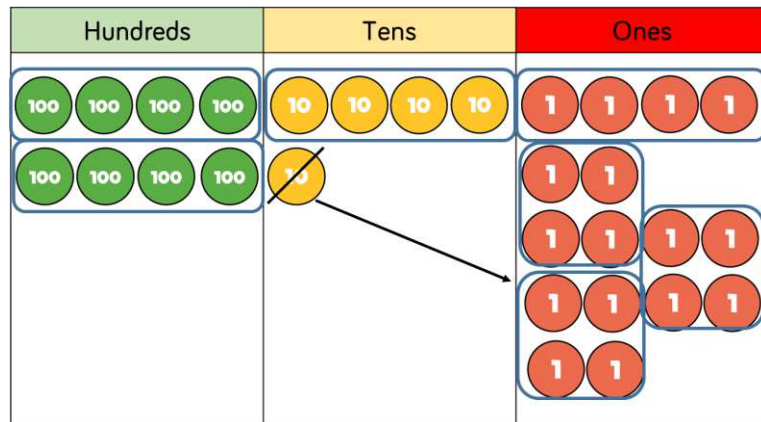 Hundreds Tens Ones
100 100 100 100 10 10 10 10 1 1 1 1
100 100 100 100 10 1 1
1 1 1 1
1 1 1 1
1 1